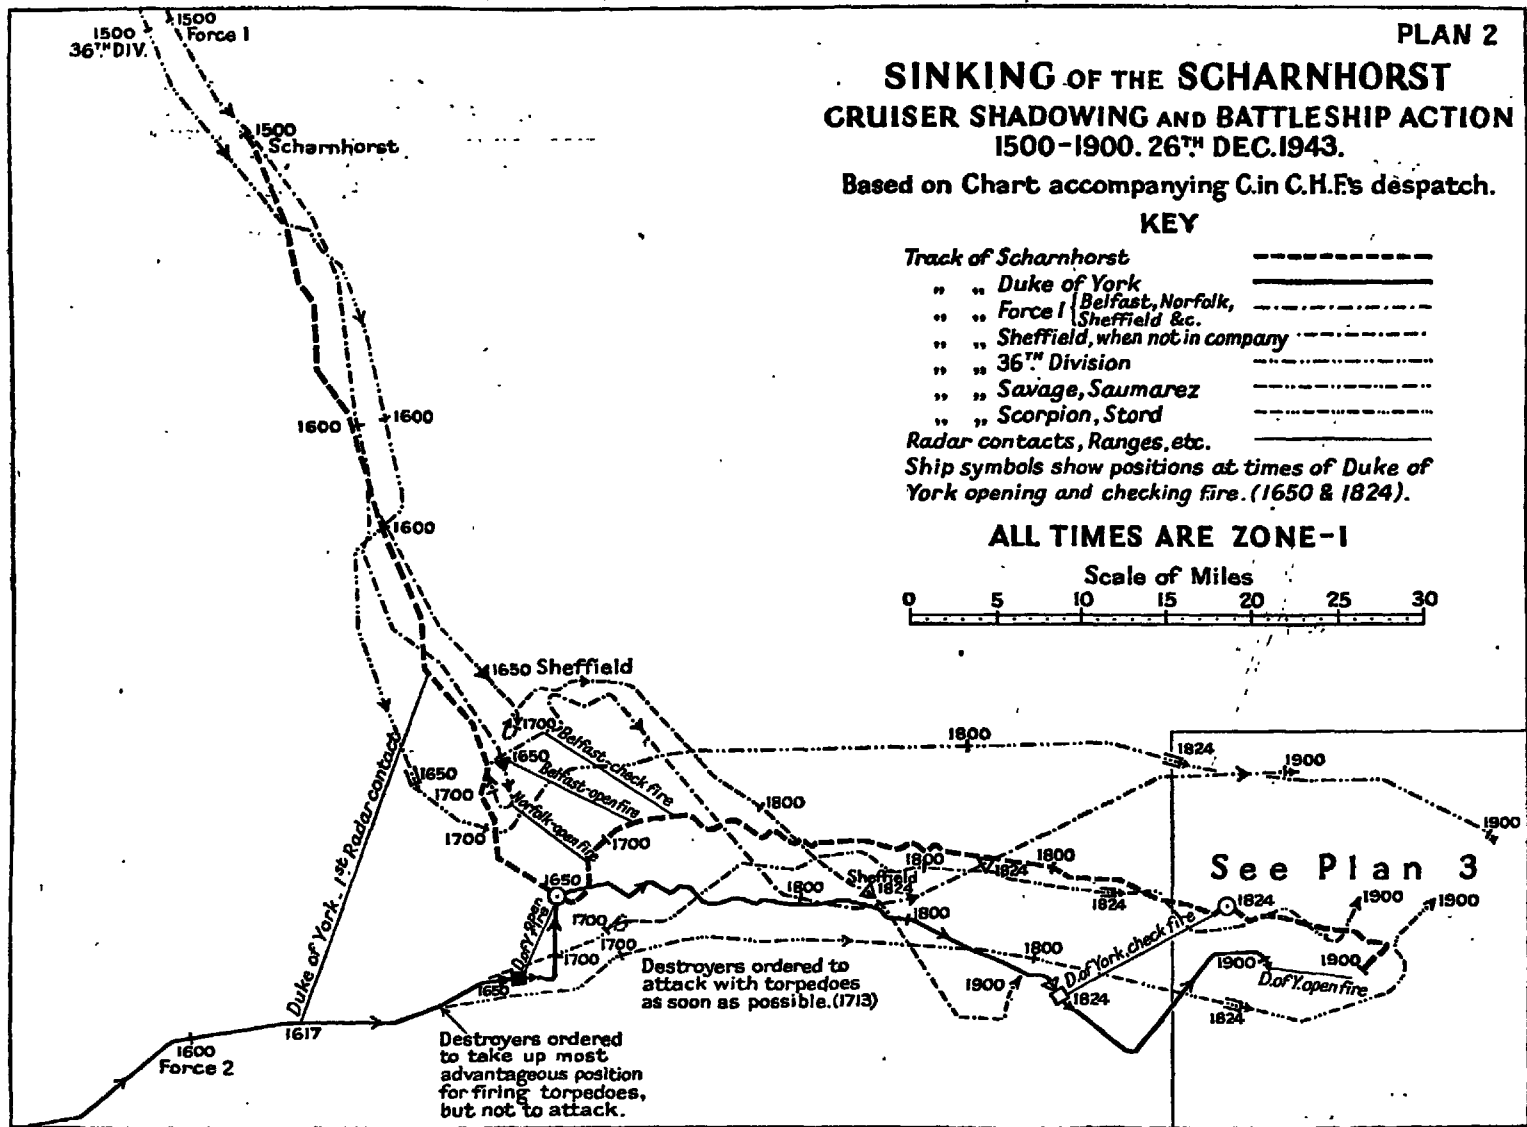 PLAN 2
SINKING OF THE SCHARNHORST
CRUISER SHADOWING AND BATTLESHIP ACTION
1500-1900. 26TH DEC. 1943.
Based on Chart accompanying C.in C.H.F.'s despatch.
KEY
Track of Scharnhorst
" " Duke of York
" " Force 1 { Belfast, Norfolk,
Sheffield &c.
" " Sheffield, when not in company
" " 36TH Division
" " Savage, Saumarez
" " Scorpion, Stord
Radar contacts, Ranges, etc.
Ship symbols show positions at times of Duke of
York opening and checking fire. (1650 & 1824).
ALL TIMES ARE ZONE-1
Scale of Miles
0 5 10 15 20 25 30
1500
Force 1
1500
36TH DIV.
1500
Scharnhorst
1600
1600
1600
1650 Sheffield
1700
Belfast-check fire
1650
Belfast-open fire
Norfolk-open fire
1650
1700
1700
1700
Duke of York. 1st Radar contact
1650
D.of Y. open
fire
1650
1700
1700
1700
1617
1600
Force 2
Destroyers ordered
to take up most
advantageous position
for firing torpedoes,
but not to attack.
Destroyers ordered to
attack with torpedoes
as soon as possible. (1713)
1800
1800
1800
1800
1800
1800
1800
Sheffield
1824
1824
1824
1824
1824
1824
1824
D.of York, check fire
1900
1900
1900
See Plan 3
1900
1900
1900
1900
D.of Y. open fire